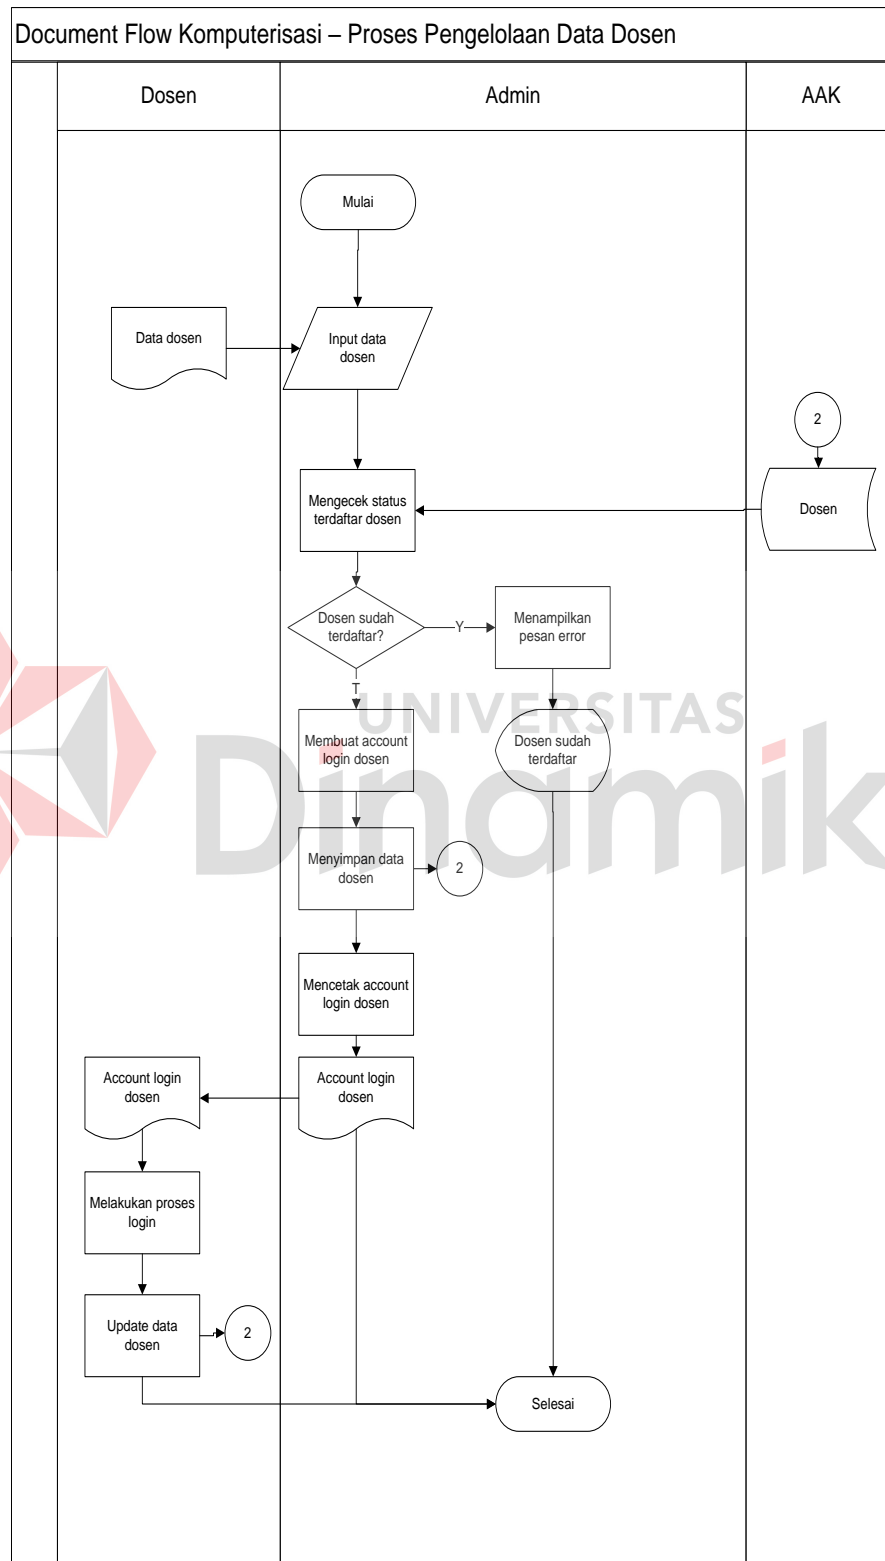 Document Flow Komputerisasi – Proses Pengelolaan Data Dosen
Dosen
Admin
AAK
Mulai
Data dosen
Input data
dosen
2
Mengecek status
terdaftar dosen
Dosen
Dosen sudah
terdaftar?
Y
Menampilkan
pesan error
T
UNIVERSITAS
Dinamik
Membuat account
login dosen
Dosen sudah
terdaftar
Menyimpan data
dosen
2
Mencetak account
login dosen
Account login
dosen
Account login
dosen
Melakukan proses
login
Update data
dosen
2
Selesai